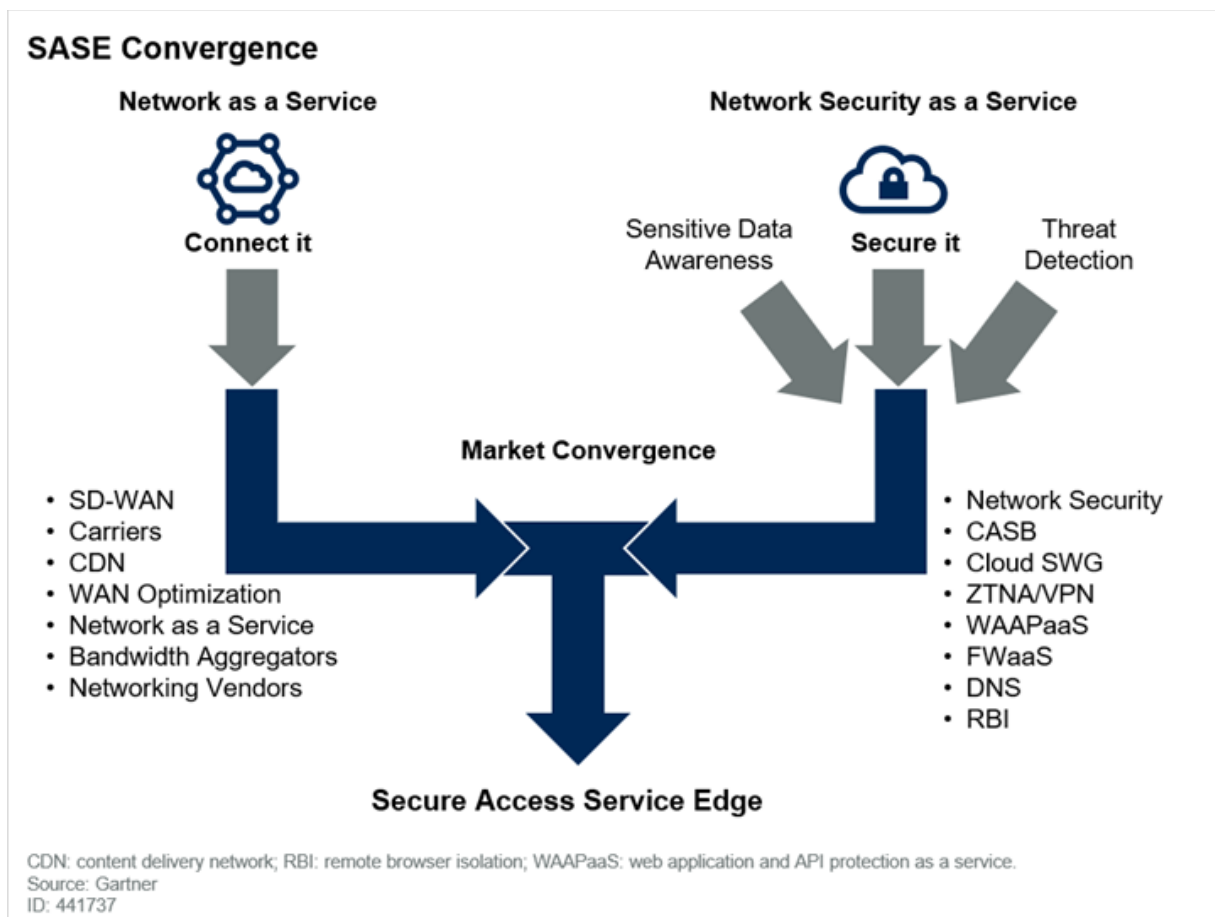 SASE Convergence
Network as a Service
Network Security as a Service
Connect it
Sensitive Data
Awareness
Secure it
Threat
Detection
Market Convergence
• SD-WAN
• Carriers
• CDN
• WAN Optimization
• Network as a Service
• Bandwidth Aggregators
• Networking Vendors
• Network Security
• CASB
• Cloud SWG
• ZTNA/VPN
• WAAPaaS
• FWaaS
• DNS
• RBI
Secure Access Service Edge
CDN: content delivery network; RBI: remote browser isolation; WAAPaaS: web application and API protection as a service.
Source: Gartner
ID: 441737